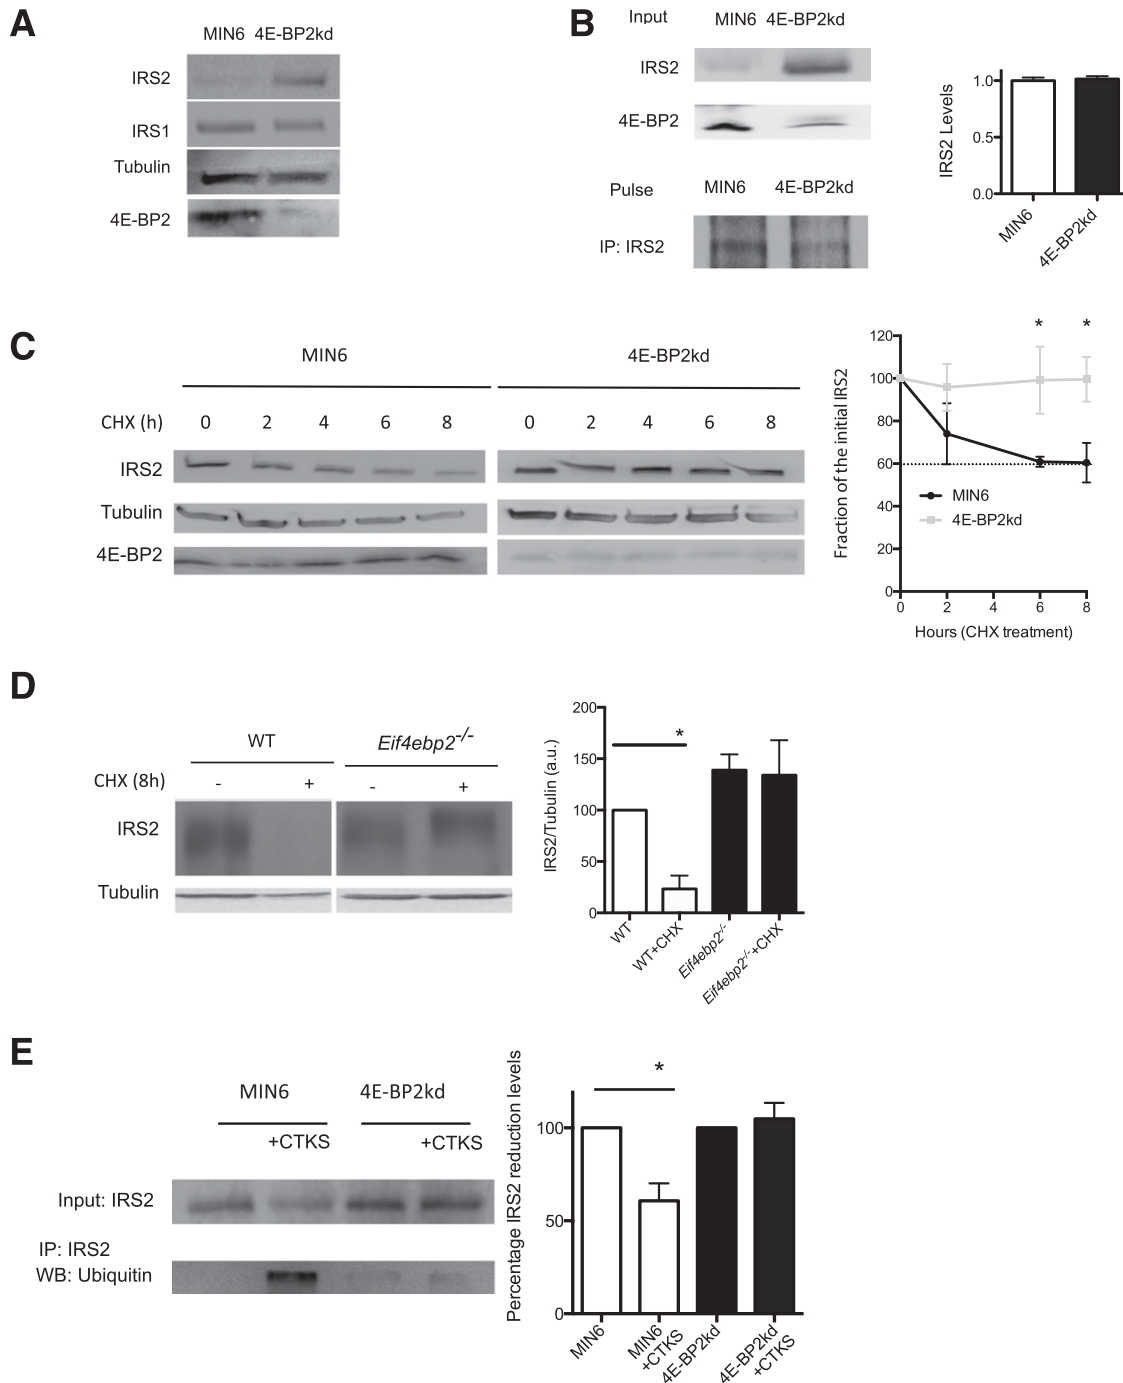 A
MIN6 4E-BP2kd
IRS2
IRS1
Tubulin
4E-BP2
B
Input
MIN6 4E-BP2kd
IRS2
4E-BP2
Pulse
MIN6 4E-BP2kd
IP: IRS2
IRS2 Levels
1.0
0.5
0.0
MIN6
4E-BP2kd
C
MIN6
4E-BP2kd
CHX (h) 0 2 4 6 8 0 2 4 6 8
IRS2
Tubulin
4E-BP2
Fraction of the initial IRS2
120
100
80
60
40
20
0
* *
MIN6
4E-BP2kd
0 2 4 6 8
Hours (CHX treatment)
D
WT
Eif4ebp2-/-
CHX (8h) - + - +
IRS2
Tubulin
IRS2/Tubulin (a.u.)
200
150
100
50
0
*
WT
WT+CHX
Eif4ebp2-/-
Eif4ebp2-/-+CHX
E
MIN6 4E-BP2kd
+CTKS +CTKS
Input: IRS2
IP: IRS2
WB: Ubiquitin
Percentage IRS2 reduction levels
100
50
0
*
MIN6
MIN6
+CTKS
4E-BP2kd
4E-BP2kd
+CTKS